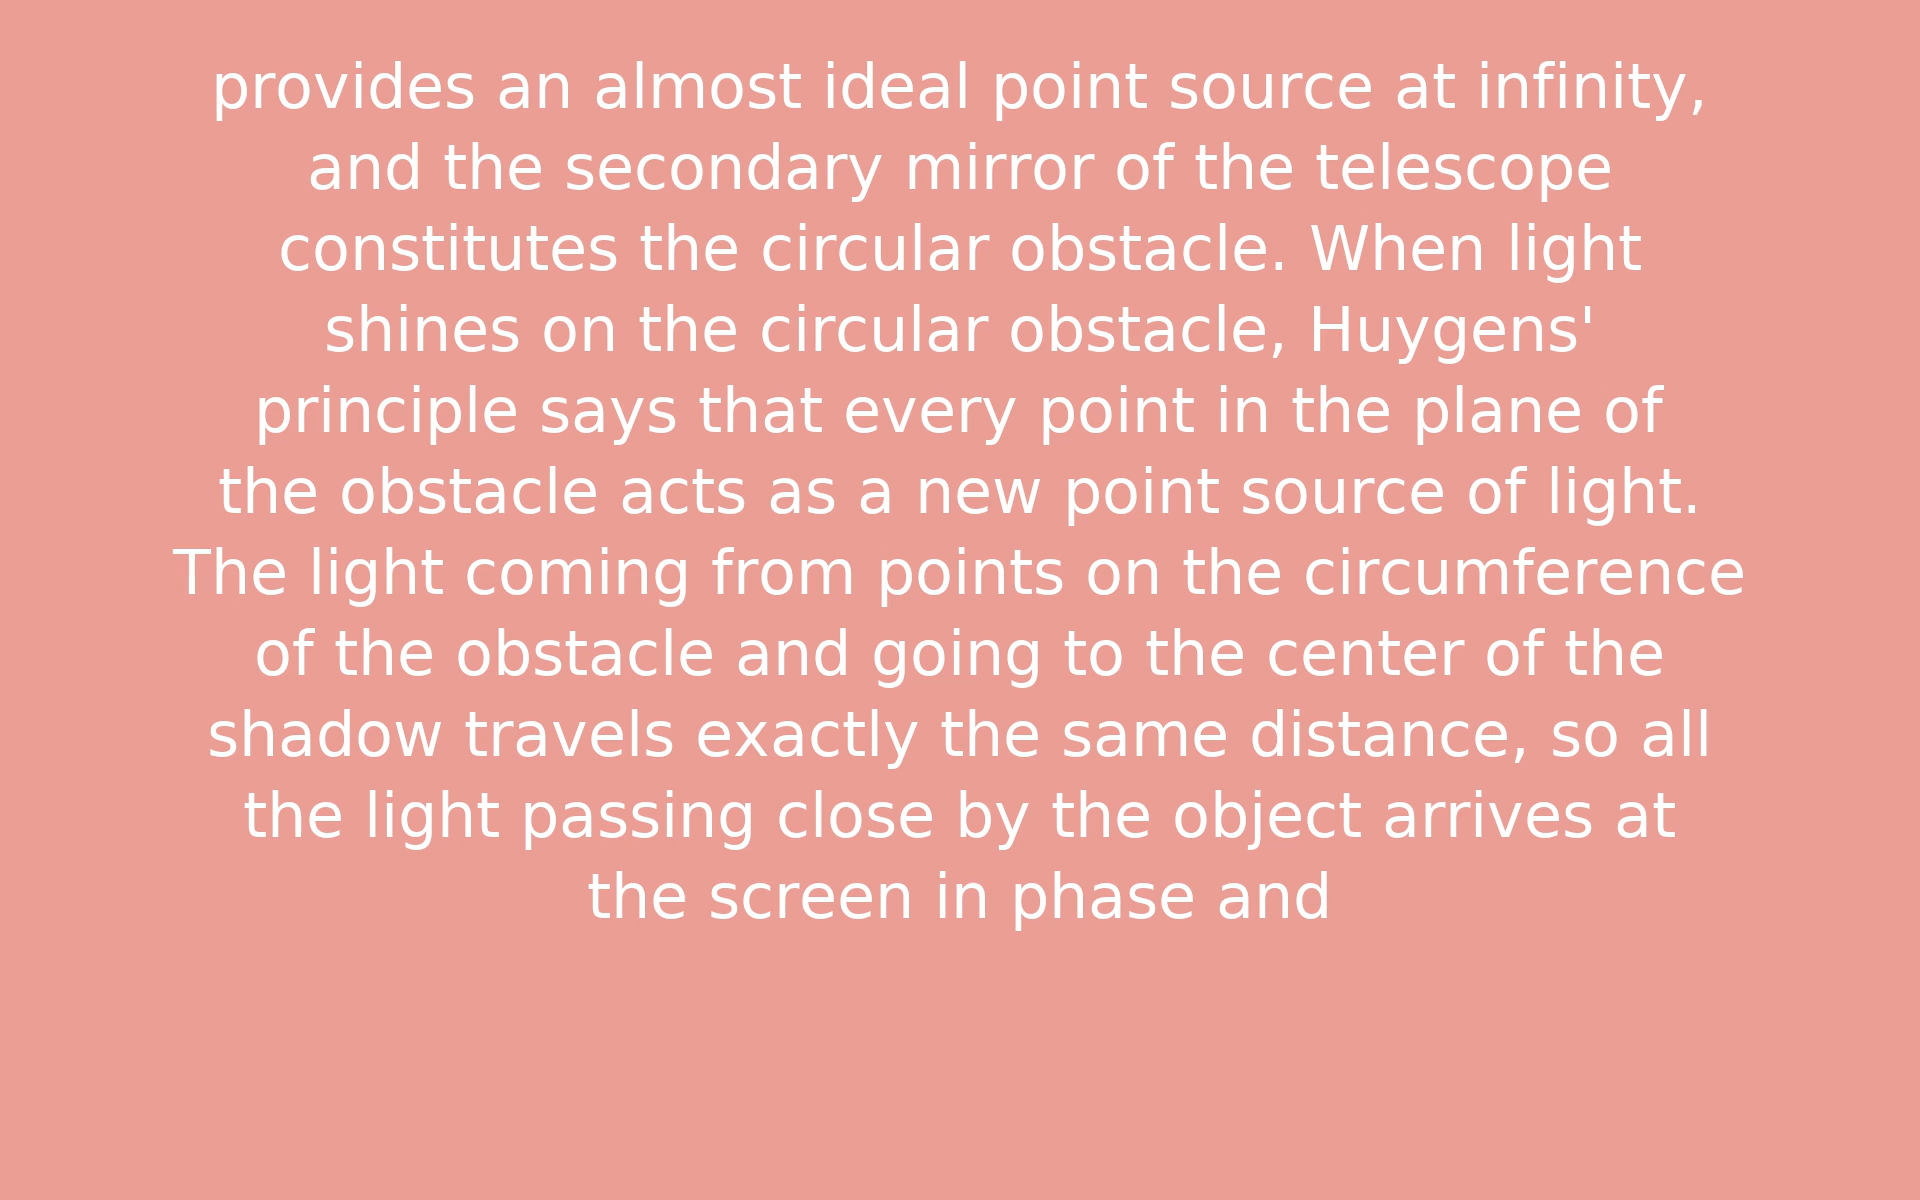 provides an almost ideal point source at infinity,
and the secondary mirror of the telescope
constitutes the circular obstacle. When light
shines on the circular obstacle, Huygens'
principle says that every point in the plane of
the obstacle acts as a new point source of light.
The light coming from points on the circumference
of the obstacle and going to the center of the
shadow travels exactly the same distance, so all
the light passing close by the object arrives at
the screen in phase and